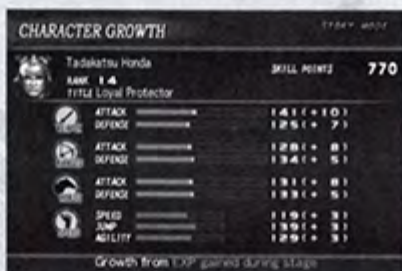 CHARACTER GROWTH
STORY MODE
Tadakatsu Honda
RANK 14
TITLE Loyal Protector
SKILL POINTS 770
ATTACK 141(+10)
DEFENSE 125(+ 7)
ATTACK 128(+ 8)
DEFENSE 134(+ 5)
ATTACK 131(+ 8)
DEFENSE 133(+ 5)
SPEED 119(+ 3)
JUMP 139(+ 3)
AGILITY 129(+ 3)
Growth from EXP gained during stage